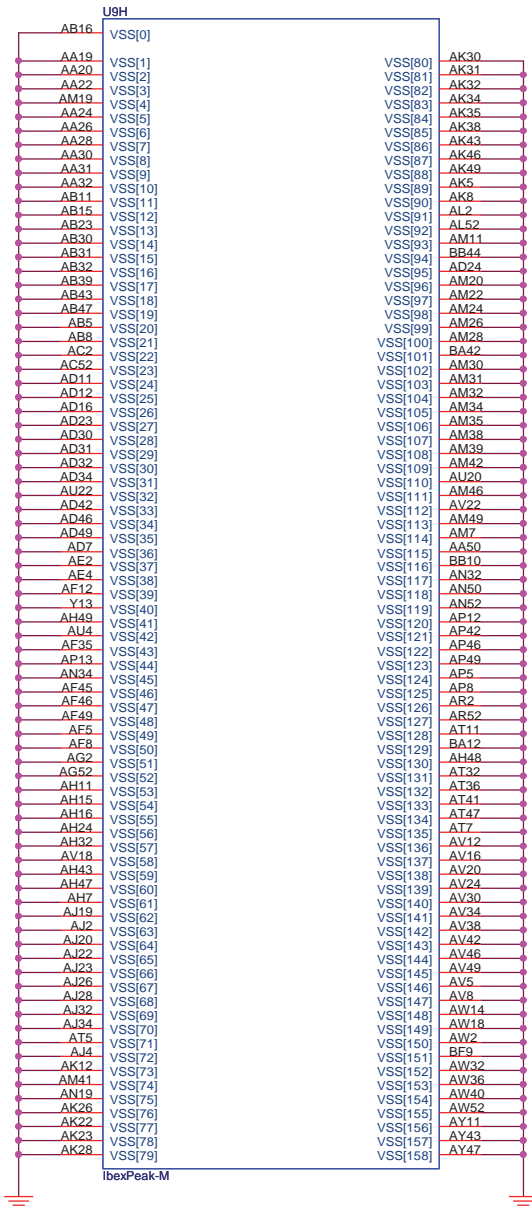 U9H
AB16 VSS[0]
AA19 VSS[1] VSS[80] AK30
AA20 VSS[2] VSS[81] AK31
AA22 VSS[3] VSS[82] AK32
AM19 VSS[4] VSS[83] AK34
AA24 VSS[5] VSS[84] AK35
AA26 VSS[6] VSS[85] AK38
AA28 VSS[7] VSS[86] AK43
AA30 VSS[8] VSS[87] AK46
AA31 VSS[9] VSS[88] AK49
AA32 VSS[10] VSS[89] AK5
AB11 VSS[11] VSS[90] AK8
AB15 VSS[12] VSS[91] AL2
AB23 VSS[13] VSS[92] AL52
AB30 VSS[14] VSS[93] AM11
AB31 VSS[15] VSS[94] BB44
AB32 VSS[16] VSS[95] AD24
AB39 VSS[17] VSS[96] AM20
AB43 VSS[18] VSS[97] AM22
AB47 VSS[19] VSS[98] AM24
AB5 VSS[20] VSS[99] AM26
AB8 VSS[21] VSS[100] AM28
AC2 VSS[22] VSS[101] BA42
AC52 VSS[23] VSS[102] AM30
AD11 VSS[24] VSS[103] AM31
AD12 VSS[25] VSS[104] AM32
AD16 VSS[26] VSS[105] AM34
AD23 VSS[27] VSS[106] AM35
AD30 VSS[28] VSS[107] AM38
AD31 VSS[29] VSS[108] AM39
AD32 VSS[30] VSS[109] AM42
AD34 VSS[31] VSS[110] AU20
AU22 VSS[32] VSS[111] AM46
AD42 VSS[33] VSS[112] AV22
AD46 VSS[34] VSS[113] AM49
AD49 VSS[35] VSS[114] AM7
AD7 VSS[36] VSS[115] AA50
AE2 VSS[37] VSS[116] BB10
AE4 VSS[38] VSS[117] AN32
AF12 VSS[39] VSS[118] AN50
Y13 VSS[40] VSS[119] AN52
AH49 VSS[41] VSS[120] AP12
AU4 VSS[42] VSS[121] AP42
AF35 VSS[43] VSS[122] AP46
AP13 VSS[44] VSS[123] AP49
AN34 VSS[45] VSS[124] AP5
AF45 VSS[46] VSS[125] AP8
AF46 VSS[47] VSS[126] AR2
AF49 VSS[48] VSS[127] AR52
AF5 VSS[49] VSS[128] AT11
AF8 VSS[50] VSS[129] BA12
AG2 VSS[51] VSS[130] AH48
AG52 VSS[52] VSS[131] AT32
AH11 VSS[53] VSS[132] AT36
AH15 VSS[54] VSS[133] AT41
AH16 VSS[55] VSS[134] AT47
AH24 VSS[56] VSS[135] AT7
AH32 VSS[57] VSS[136] AV12
AV18 VSS[58] VSS[137] AV16
AH43 VSS[59] VSS[138] AV20
AH47 VSS[60] VSS[139] AV24
AH7 VSS[61] VSS[140] AV30
AJ19 VSS[62] VSS[141] AV34
AJ2 VSS[63] VSS[142] AV38
AJ20 VSS[64] VSS[143] AV42
AJ22 VSS[65] VSS[144] AV46
AJ23 VSS[66] VSS[145] AV49
AJ26 VSS[67] VSS[146] AV5
AJ28 VSS[68] VSS[147] AV8
AJ32 VSS[69] VSS[148] AW14
AJ34 VSS[70] VSS[149] AW18
AT5 VSS[71] VSS[150] AW2
AJ4 VSS[72] VSS[151] BF9
AK12 VSS[73] VSS[152] AW32
AM41 VSS[74] VSS[153] AW36
AN19 VSS[75] VSS[154] AW40
AK26 VSS[76] VSS[155] AW52
AK22 VSS[77] VSS[156] AY11
AK23 VSS[78] VSS[157] AY43
AK28 VSS[79] VSS[158] AY47
IbexPeak-M